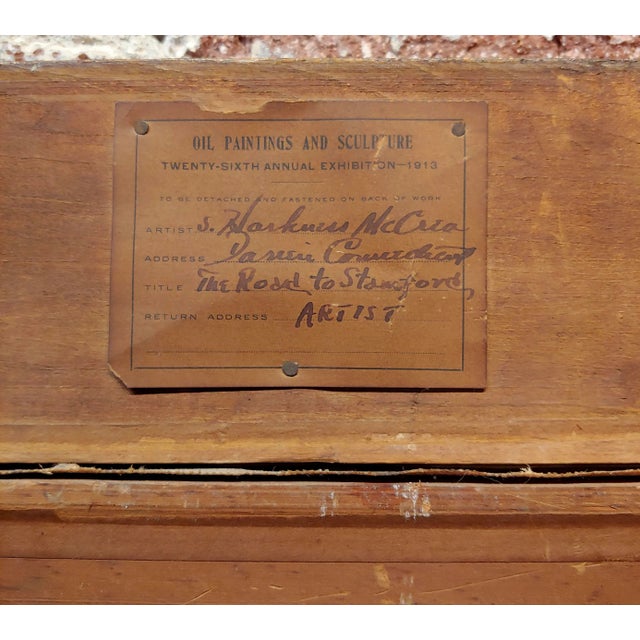 OIL PAINTINGS AND SCULPTURE
TWENTY-SIXTH ANNUAL EXHIBITION—1913
TO BE DETACHED AND FASTENED ON BACK OF WORK
ARTIST S. Harkness McCrea
ADDRESS Darien Connecticut
TITLE The Road to Stamford,
RETURN ADDRESS ARTIST